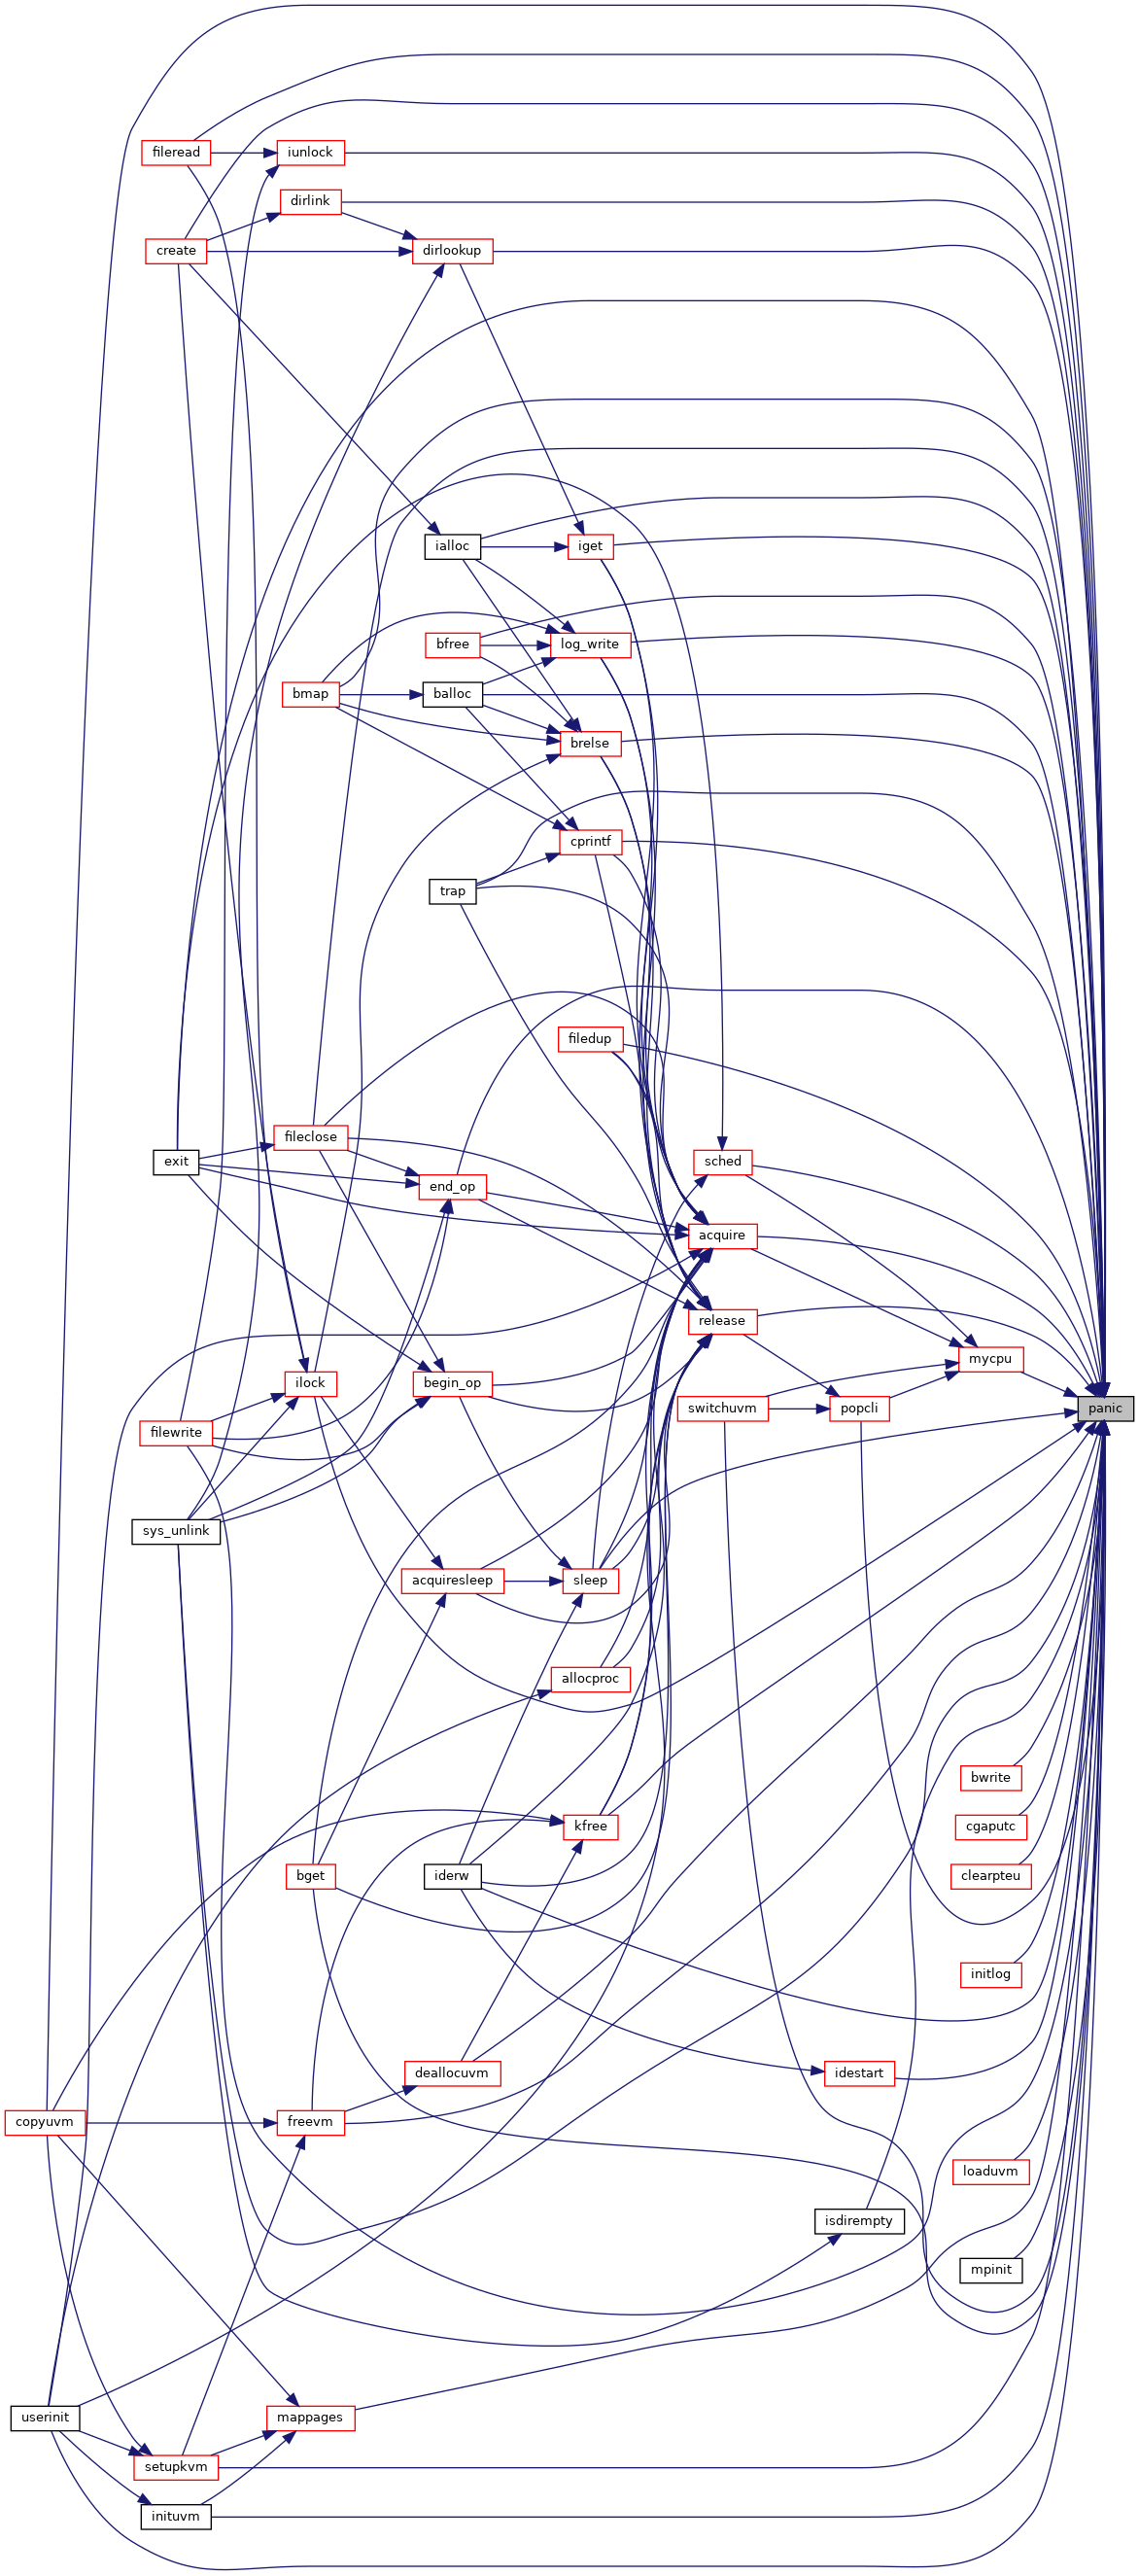 fileread
iunlock
dirlink
create
dirlookup
ialloc
iget
bfree
log_write
bmap
balloc
brelse
cprintf
trap
filedup
fileclose
exit
sched
end_op
acquire
release
mycpu
ilock
begin_op
switchuvm
popcli
panic
filewrite
sys_unlink
acquiresleep
sleep
allocproc
bwrite
kfree
cgaputc
bget
iderw
clearpteu
initlog
deallocuvm
idestart
copyuvm
freevm
loaduvm
isdirempty
mpinit
userinit
mappages
setupkvm
inituvm